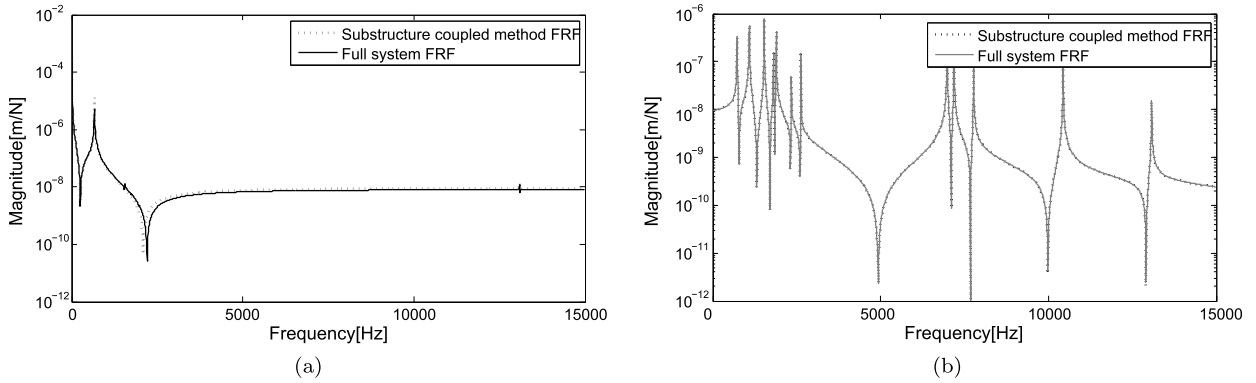 10−2
10−4
10−6
10−8
10−10
10−12
Magnitude[m/N]
Substructure coupled method FRF
Full system FRF
0
5000
10000
15000
Frequency[Hz]
(a)
10−6
10−7
10−8
10−9
10−10
10−11
10−12
Magnitude[m/N]
Substructure coupled method FRF
Full system FRF
0
5000
10000
15000
Frequency[Hz]
(b)